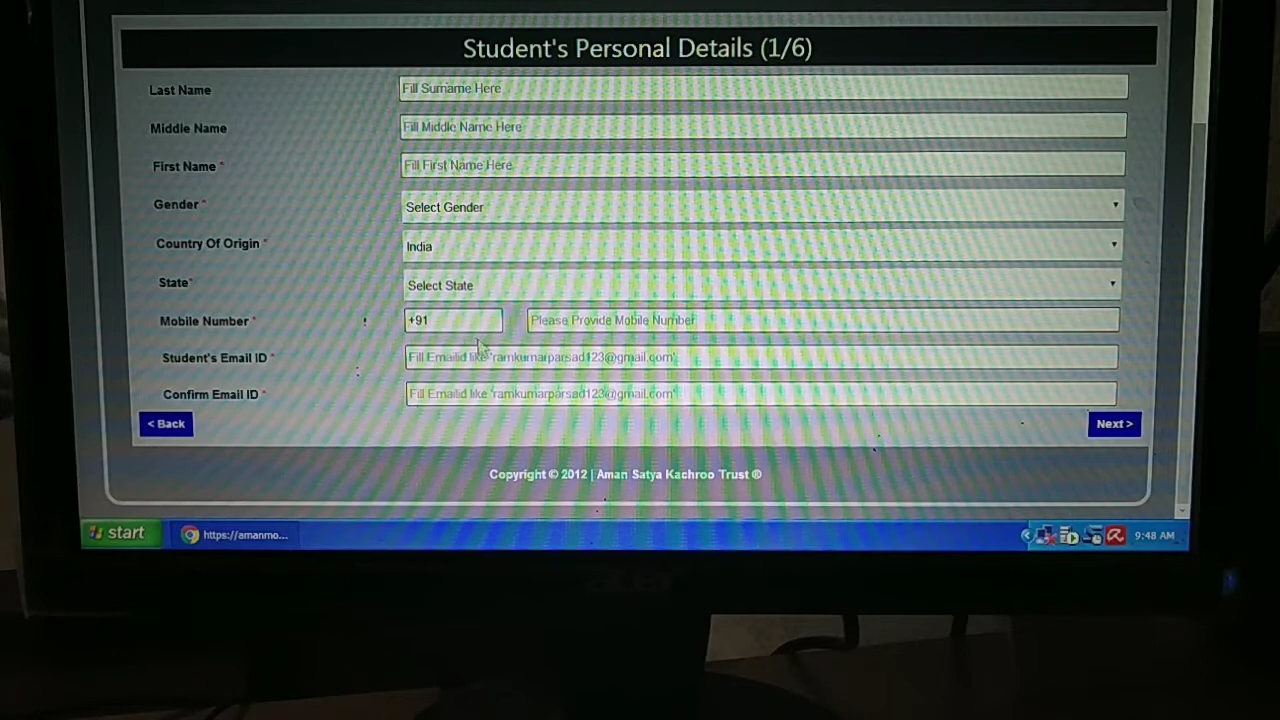 Student's Personal Details (1/6)
Last Name Fill Surname Here
Middle Name Fill Middle Name Here
First Name * Fill First Name Here
Gender * Select Gender
Country Of Origin * India
State* Select State
Mobile Number * +91 Please Provide Mobile Number
Student's Email ID * Fill Emailid like 'ramkumarparsad123@gmail.com'
Confirm Email ID * Fill Emailid like 'ramkumarparsad123@gmail.com'
< Back Next >
Copyright © 2012 | Aman Satya Kachroo Trust ®
start https://amanmo... 9:48 AM
acer